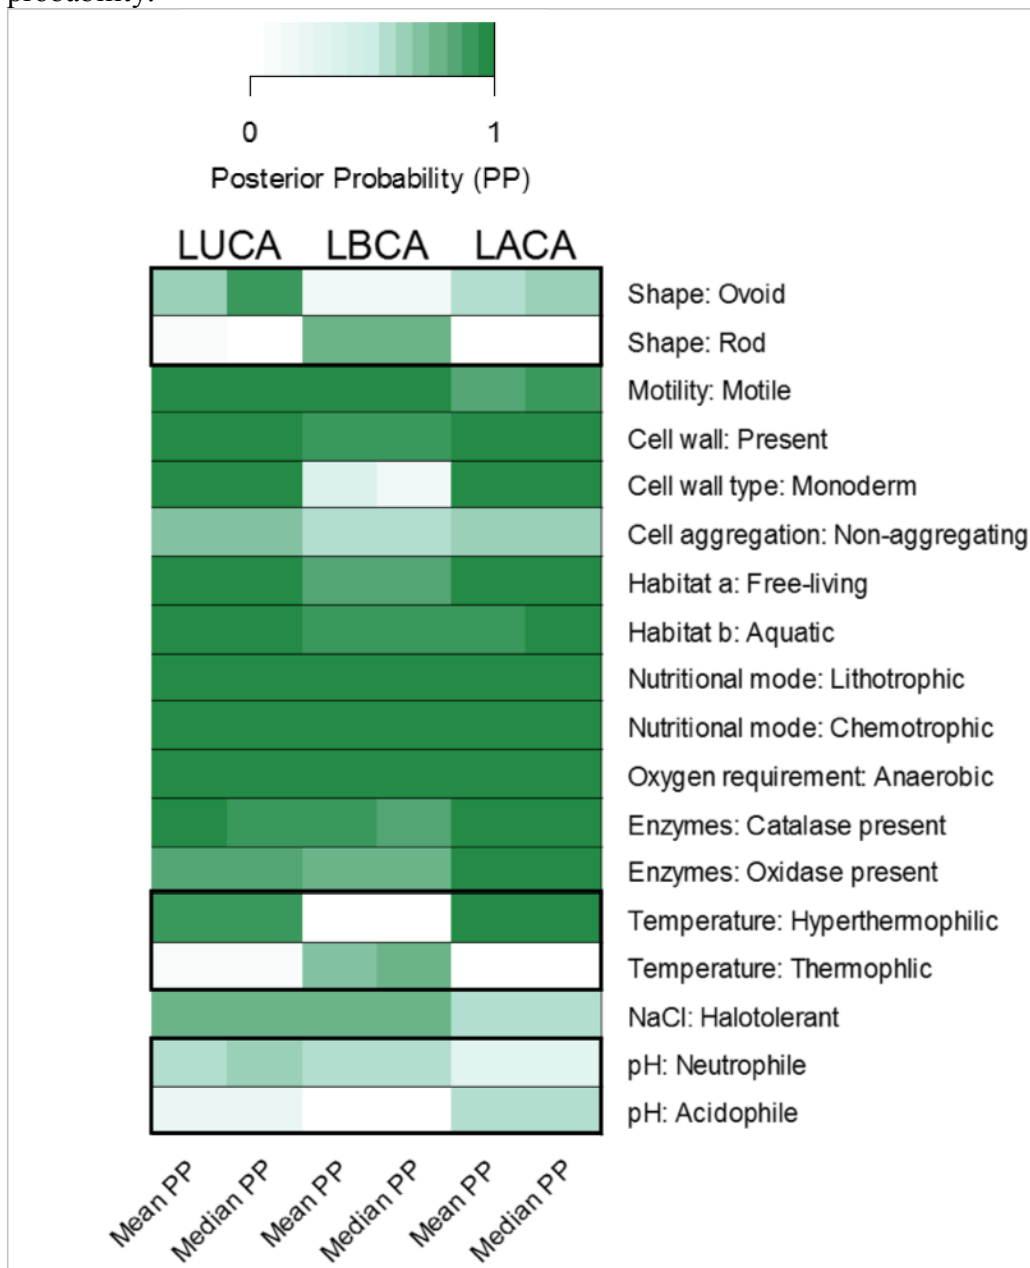 probability.
0 1
Posterior Probability (PP)
LUCA LBCA LACA
Shape: Ovoid
Shape: Rod
Motility: Motile
Cell wall: Present
Cell wall type: Monoderm
Cell aggregation: Non-aggregating
Habitat a: Free-living
Habitat b: Aquatic
Nutritional mode: Lithotrophic
Nutritional mode: Chemotrophic
Oxygen requirement: Anaerobic
Enzymes: Catalase present
Enzymes: Oxidase present
Temperature: Hyperthermophilic
Temperature: Thermophlic
NaCl: Halotolerant
pH: Neutrophile
pH: Acidophile
Mean PP
Median PP
Mean PP
Median PP
Mean PP
Median PP